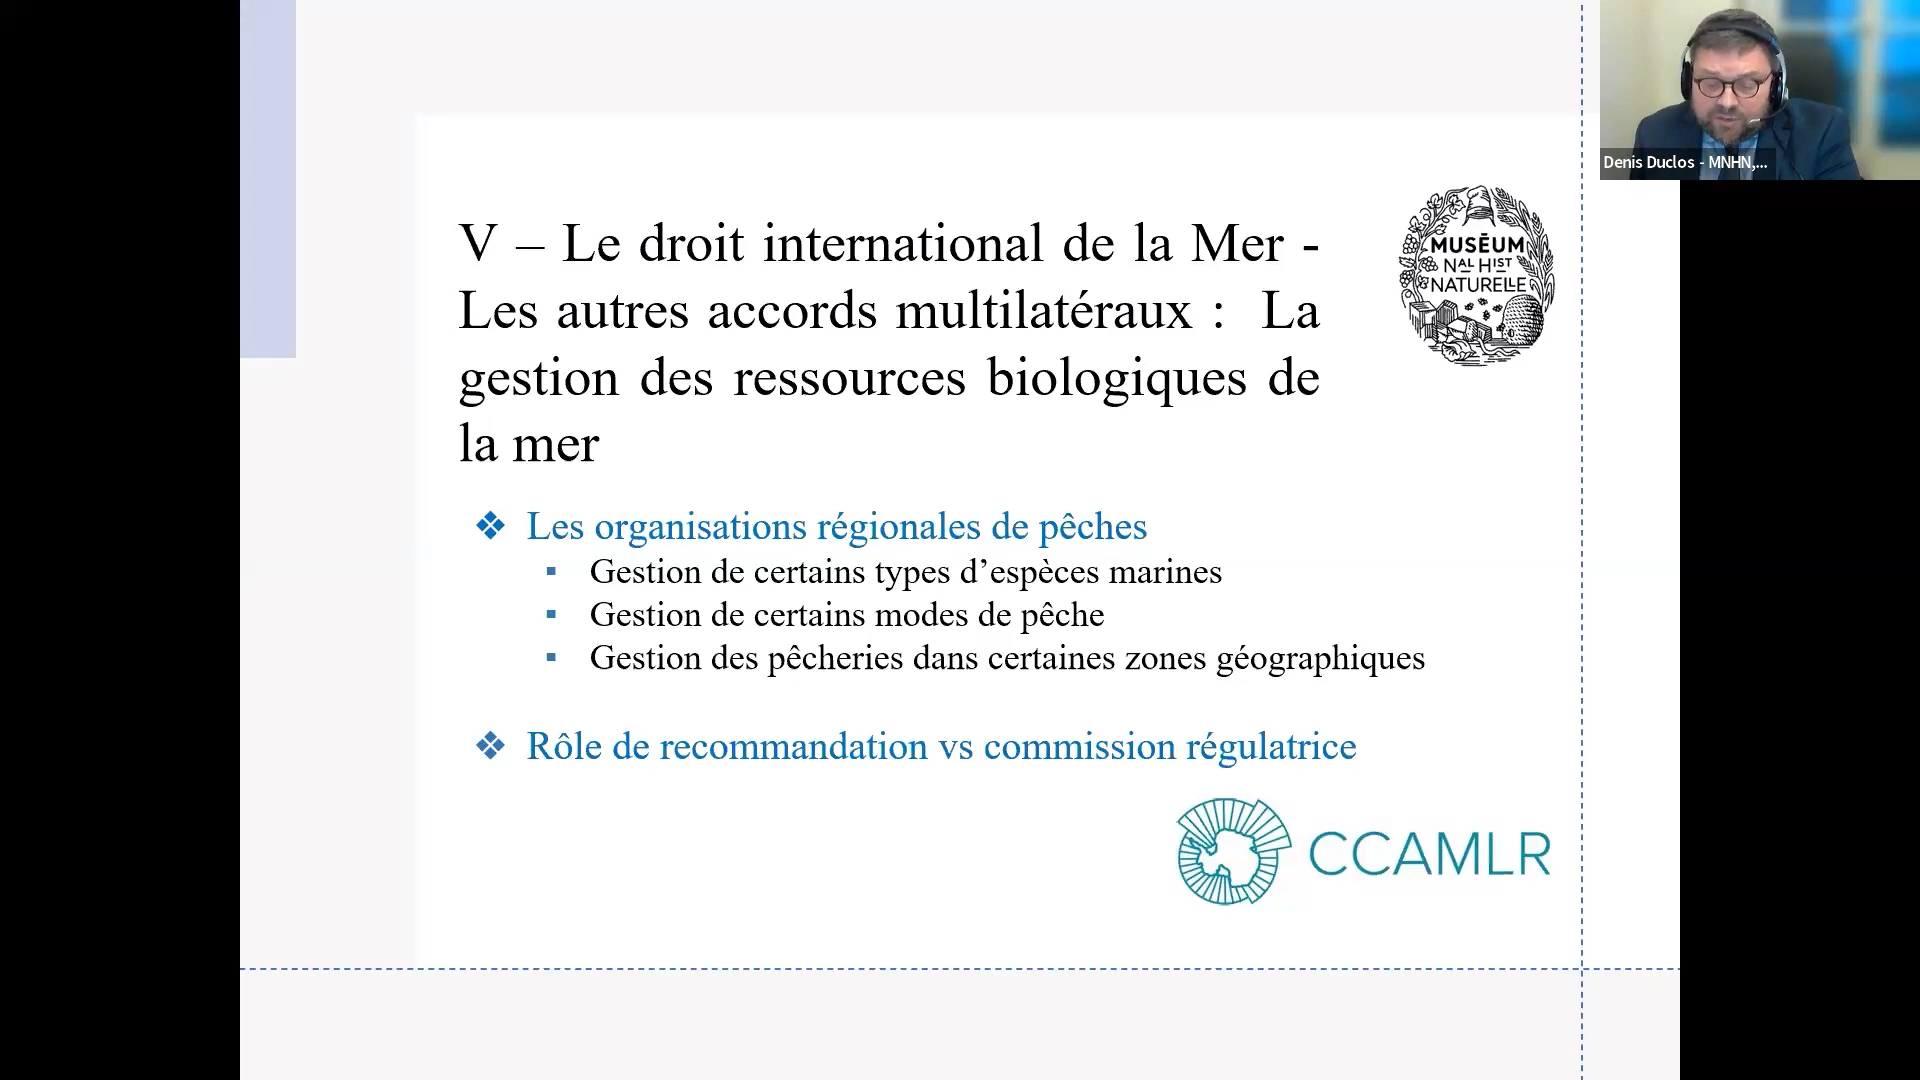 Denis Duclos - MNHN,...
MUSĒUM
NAL HIST
NATURELLE
V – Le droit international de la Mer -
Les autres accords multilatéraux : La
gestion des ressources biologiques de
la mer
❖ Les organisations régionales de pêches
▪ Gestion de certains types d’espèces marines
▪ Gestion de certains modes de pêche
▪ Gestion des pêcheries dans certaines zones géographiques
❖ Rôle de recommandation vs commission régulatrice
CCAMLR